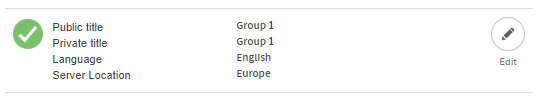 Public title Group 1
Private title Group 1
Language English
Server Location Europe
Edit